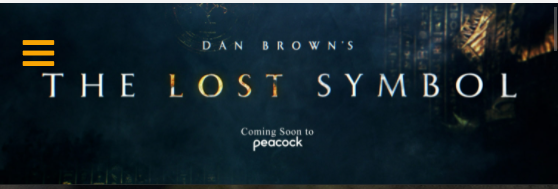 DAN BROWN'S
THE LOST SYMBOL
Coming Soon to
peacock